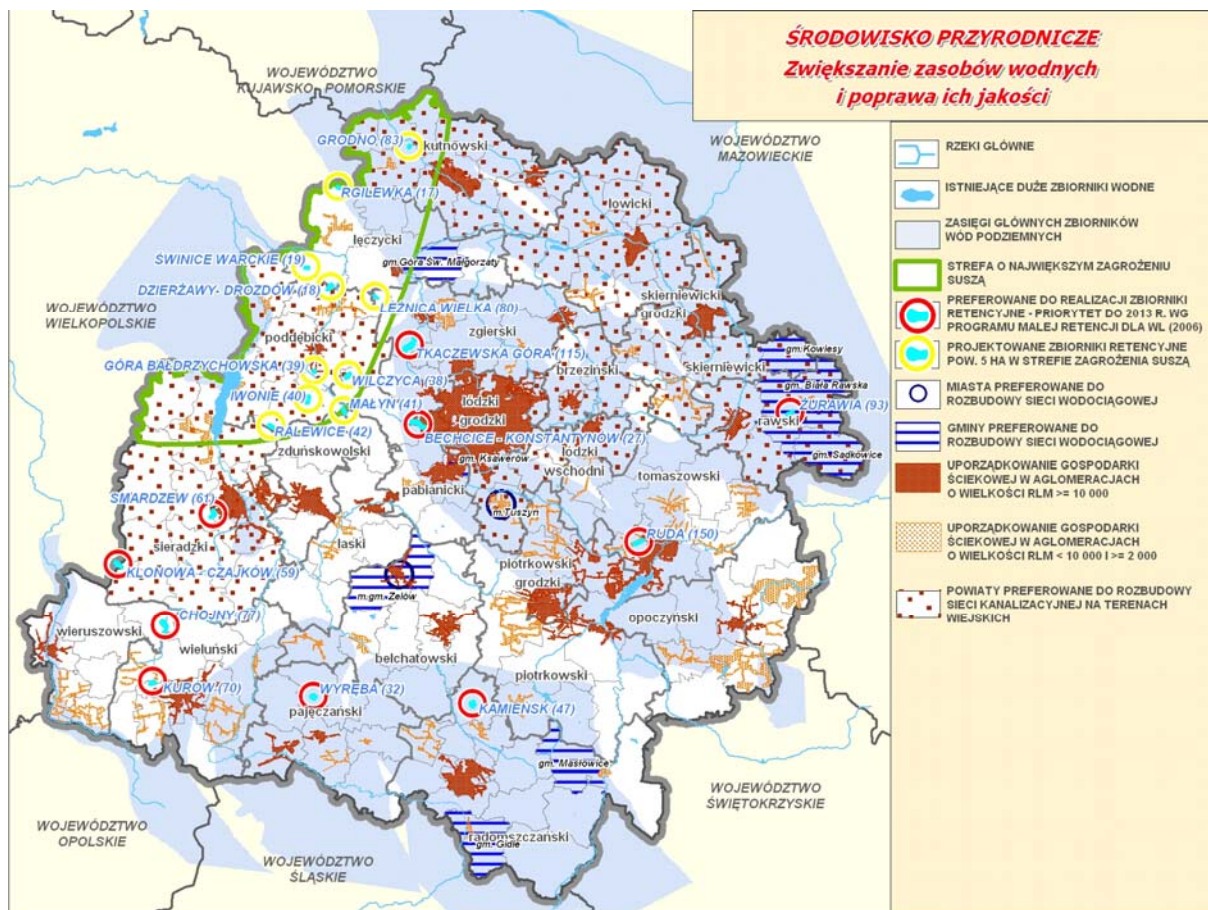 ŚRODOWISKO PRZYRODNICZE
Zwiększanie zasobów wodnych
i poprawa ich jakości
WOJEWÓDZTWO
KUJAWSKO - POMORSKIE
WOJEWÓDZTWO
MAZOWIECKIE
WOJEWÓDZTWO
WIELKOPOLSKIE
WOJEWÓDZTWO
ŚWIĘTOKRZYSKIE
WOJEWÓDZTWO
OPOLSKIE
WOJEWÓDZTWO
ŚLĄSKIE
GRODNO (83)
kutnowski
RGILEWKA (17)
łowicki
łęczycki
gm.Góra Św. Małgorzaty
ŚWINICE WARCKIE (19)
DZIERŻAWY- DROZDÓW (18)
LEŹNICA WIELKA (80)
skierniewicki
grodzki
zgierski
poddębicki
TKACZEWSKA GÓRA (115)
gm. Kowiesy
brzeziński
skierniewicki
GÓRA BAŁDRZYCHOWSKA (39)
WILCZYCA (38)
gm. Biała Rawska
IWONIE (40)
MAŁYŃ (41)
łódzki
grodzki
ŻURAWIA (93)
rawski
RALEWICE (42)
BECHCICE - KONSTANTYNÓW (27)
zduńskowolski
łódzki
wschodni
gm. Ksawerów
gm. Sadkowice
tomaszowski
pabianicki
SMARDZEW (61)
m.Tuszyn
RUDA (150)
sieradzki
łaski
piotrkowski
grodzki
KLONOWA - CZAJKÓW (59)
m.gm. Zelów
CHOJNY (77)
opoczyński
wieruszowski
wieluński
bełchatowski
piotrkowski
KURÓW (70)
WYRĘBA (32)
pajęczański
KAMIEŃSK (47)
gm. Masłowice
radomszczański
gm. Gidle
RZEKI GŁÓWNE
ISTNIEJĄCE DUŻE ZBIORNIKI WODNE
ZASIĘGI GŁÓWNYCH ZBIORNIKÓW
WÓD PODZIEMNYCH
STREFA O NAJWIĘKSZYM ZAGROŻENIU
SUSZĄ
PREFEROWANE DO REALIZACJI ZBIORNIKI
RETENCYJNE - PRIORYTET DO 2013 R. WG
PROGRAMU MALEJ RETENCJI DLA WL (2006)
PROJEKTOWANE ZBIORNIKI RETENCYJNE
POW. 5 HA W STREFIE ZAGROŻENIA SUSZĄ
MIASTA PREFEROWANE DO
ROZBUDOWY SIECI WODOCIĄGOWEJ
GMINY PREFEROWANE DO
ROZBUDOWY SIECI WODOCIĄGOWEJ
UPORZĄDKOWANIE GOSPODARKI
ŚCIEKOWEJ W AGLOMERACJACH
O WIELKOŚCI RLM >= 10 000
UPORZĄDKOWANIE GOSPODARKI
ŚCIEKOWEJ W AGLOMERACJACH
O WIELKOŚCI RLM < 10 000 I >= 2 000
POWIATY PREFEROWANE DO ROZBUDOWY
SIECI KANALIZACYJNEJ NA TERENACH
WIEJSKICH